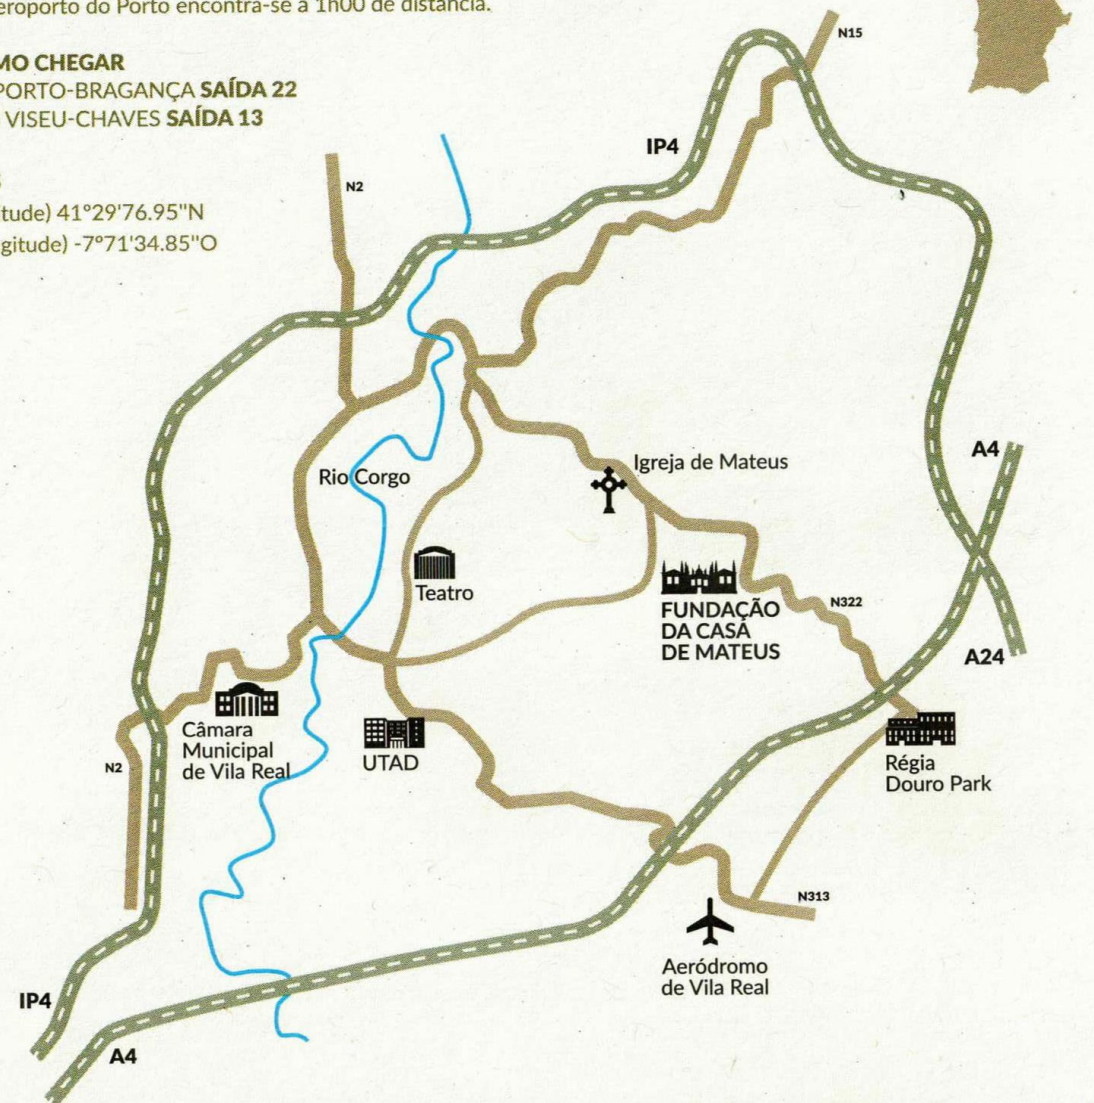 eroporto do Porto encontra-se a 1h00 de distância.
MO CHEGAR
PORTO-BRAGANÇA SAÍDA 22
VISEU-CHAVES SAÍDA 13
tude) 41°29'76.95"N
gitude) -7°71'34.85"O
N15
IP4
N2
A4
Igreja de Mateus
Rio Corgo
Teatro
FUNDAÇÃO
DA CASA
DE MATEUS
N322
A24
Câmara
Municipal
de Vila Real
N2
UTAD
Régia
Douro Park
N313
Aeródromo
de Vila Real
IP4
A4